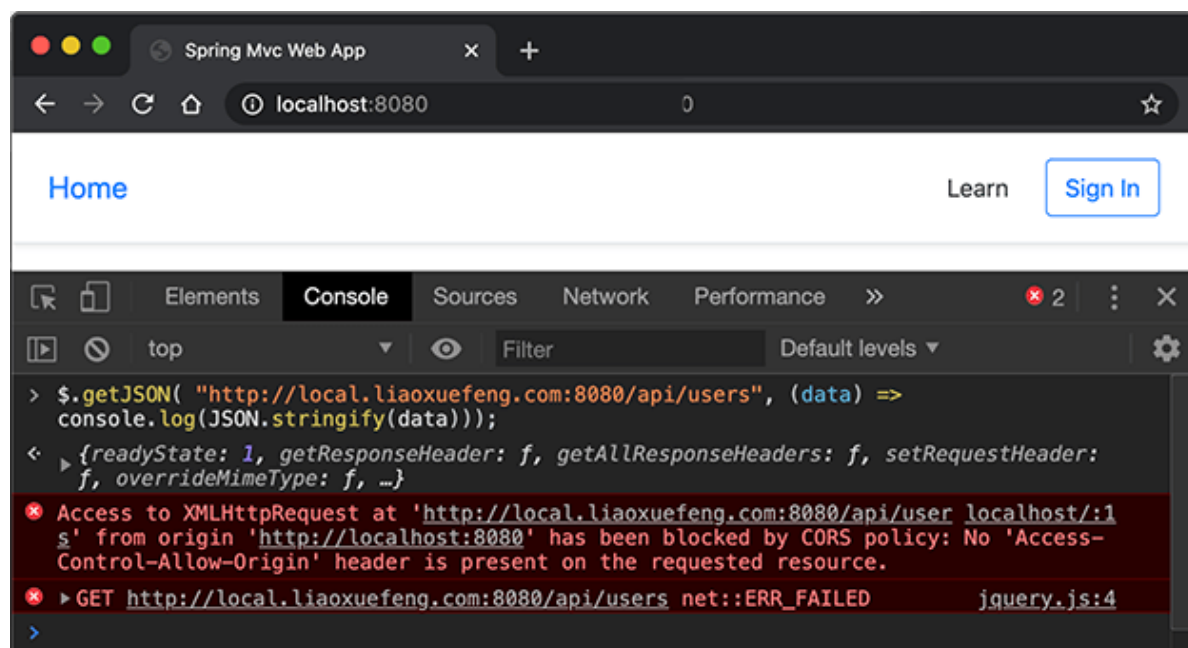 Spring Mvc Web App
localhost:8080 0
Home Learn Sign In
Elements Console Sources Network Performance » 2
top Filter Default levels
> $.getJSON( "http://local.liaoxuefeng.com:8080/api/users", (data) =>
console.log(JSON.stringify(data)));
{readyState: 1, getResponseHeader: ƒ, getAllResponseHeaders: ƒ, setRequestHeader:
ƒ, overrideMimeType: ƒ, …}
Access to XMLHttpRequest at 'http://local.liaoxuefeng.com:8080/api/user localhost/:1
s' from origin 'http://localhost:8080' has been blocked by CORS policy: No 'Access-
Control-Allow-Origin' header is present on the requested resource.
GET http://local.liaoxuefeng.com:8080/api/users net::ERR_FAILED jquery.js:4
>